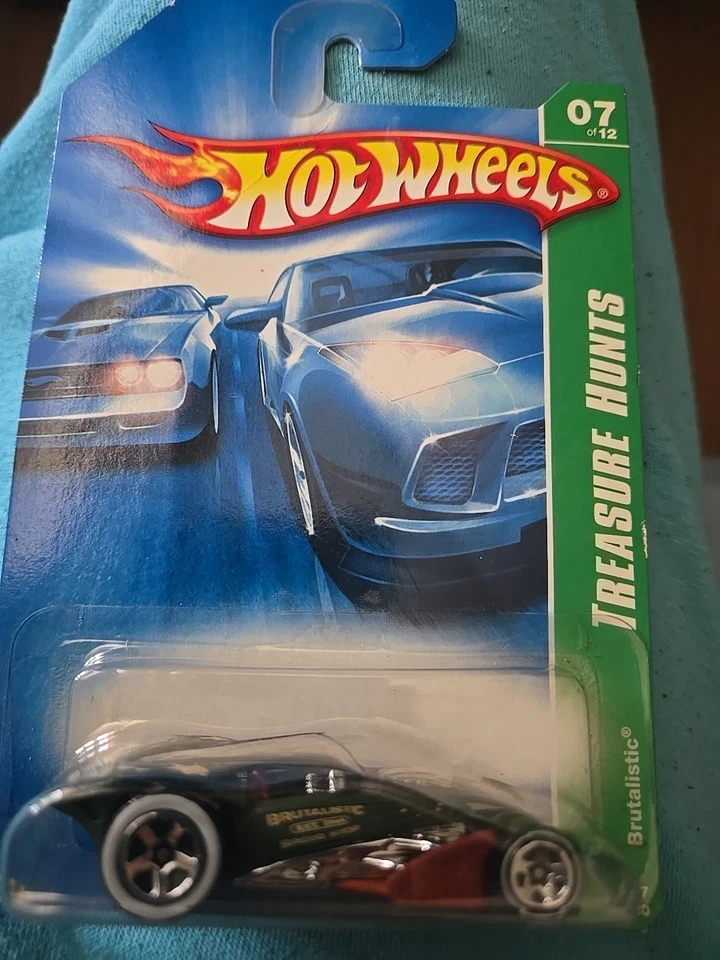 07
of 12
HOT WHEELS®
TREASURE HUNTS
Brutalistic®
BRUTALISTIC